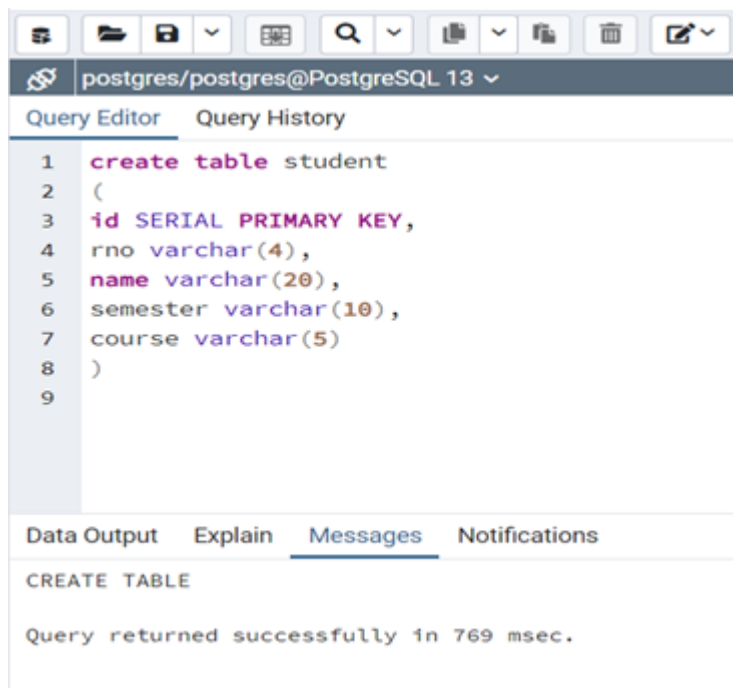 postgres/postgres@PostgreSQL 13
Query Editor Query History
1 create table student
2 (
3 id SERIAL PRIMARY KEY,
4 rno varchar(4),
5 name varchar(20),
6 semester varchar(10),
7 course varchar(5)
8 )
9
Data Output Explain Messages Notifications
CREATE TABLE
Query returned successfully in 769 msec.